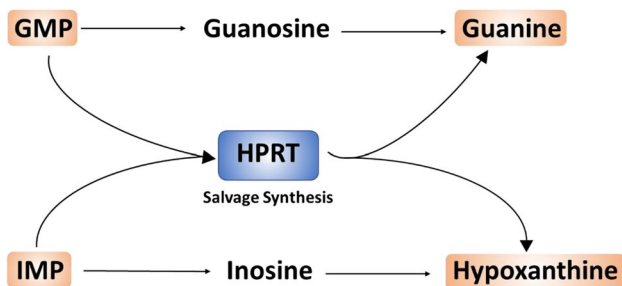 GMP Guanosine Guanine
HPRT
Salvage Synthesis
IMP Inosine Hypoxanthine